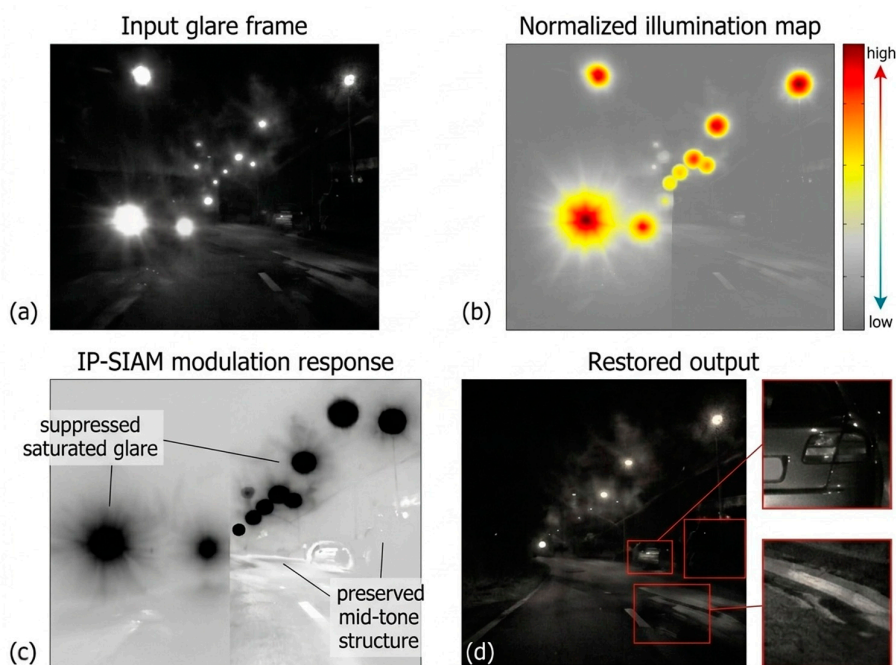 Input glare frame
Normalized illumination map
high
low
(a)
(b)
IP-SIAM modulation response
Restored output
suppressed
saturated glare
preserved
mid-tone
structure
(c)
(d)